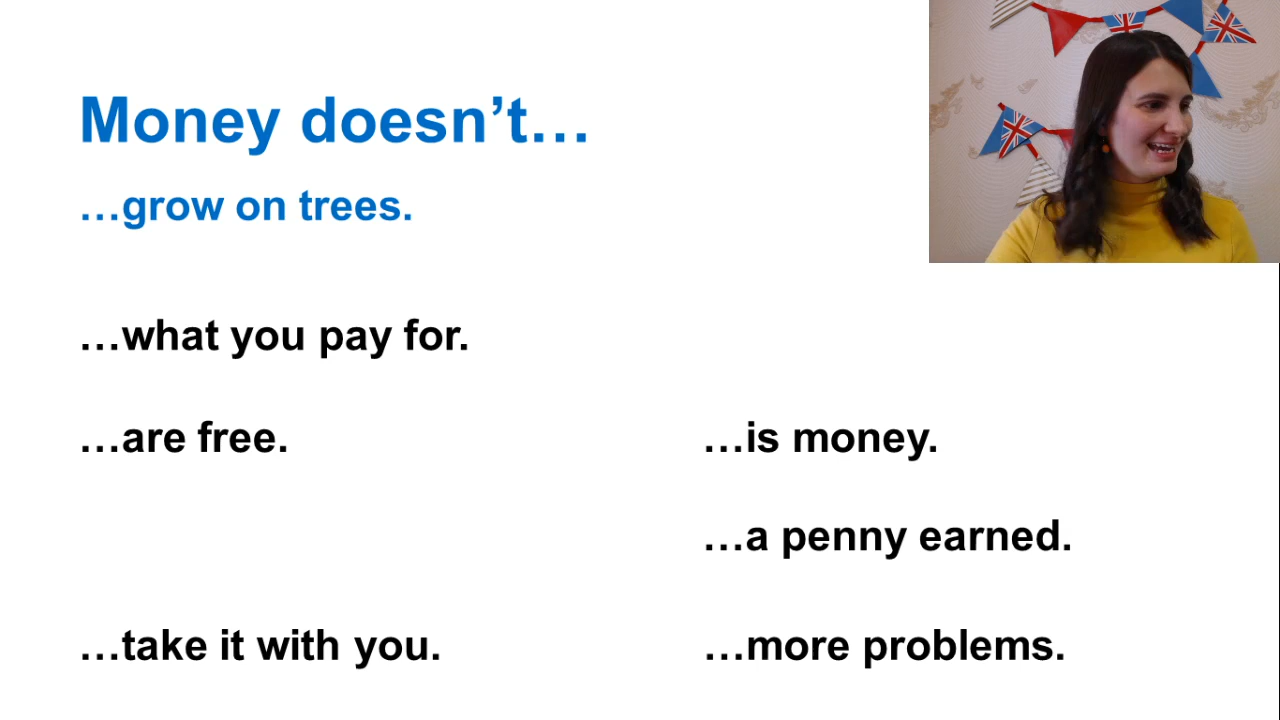 Money doesn’t…
…grow on trees.
…what you pay for.
…are free.
…is money.
…a penny earned.
…take it with you.
…more problems.